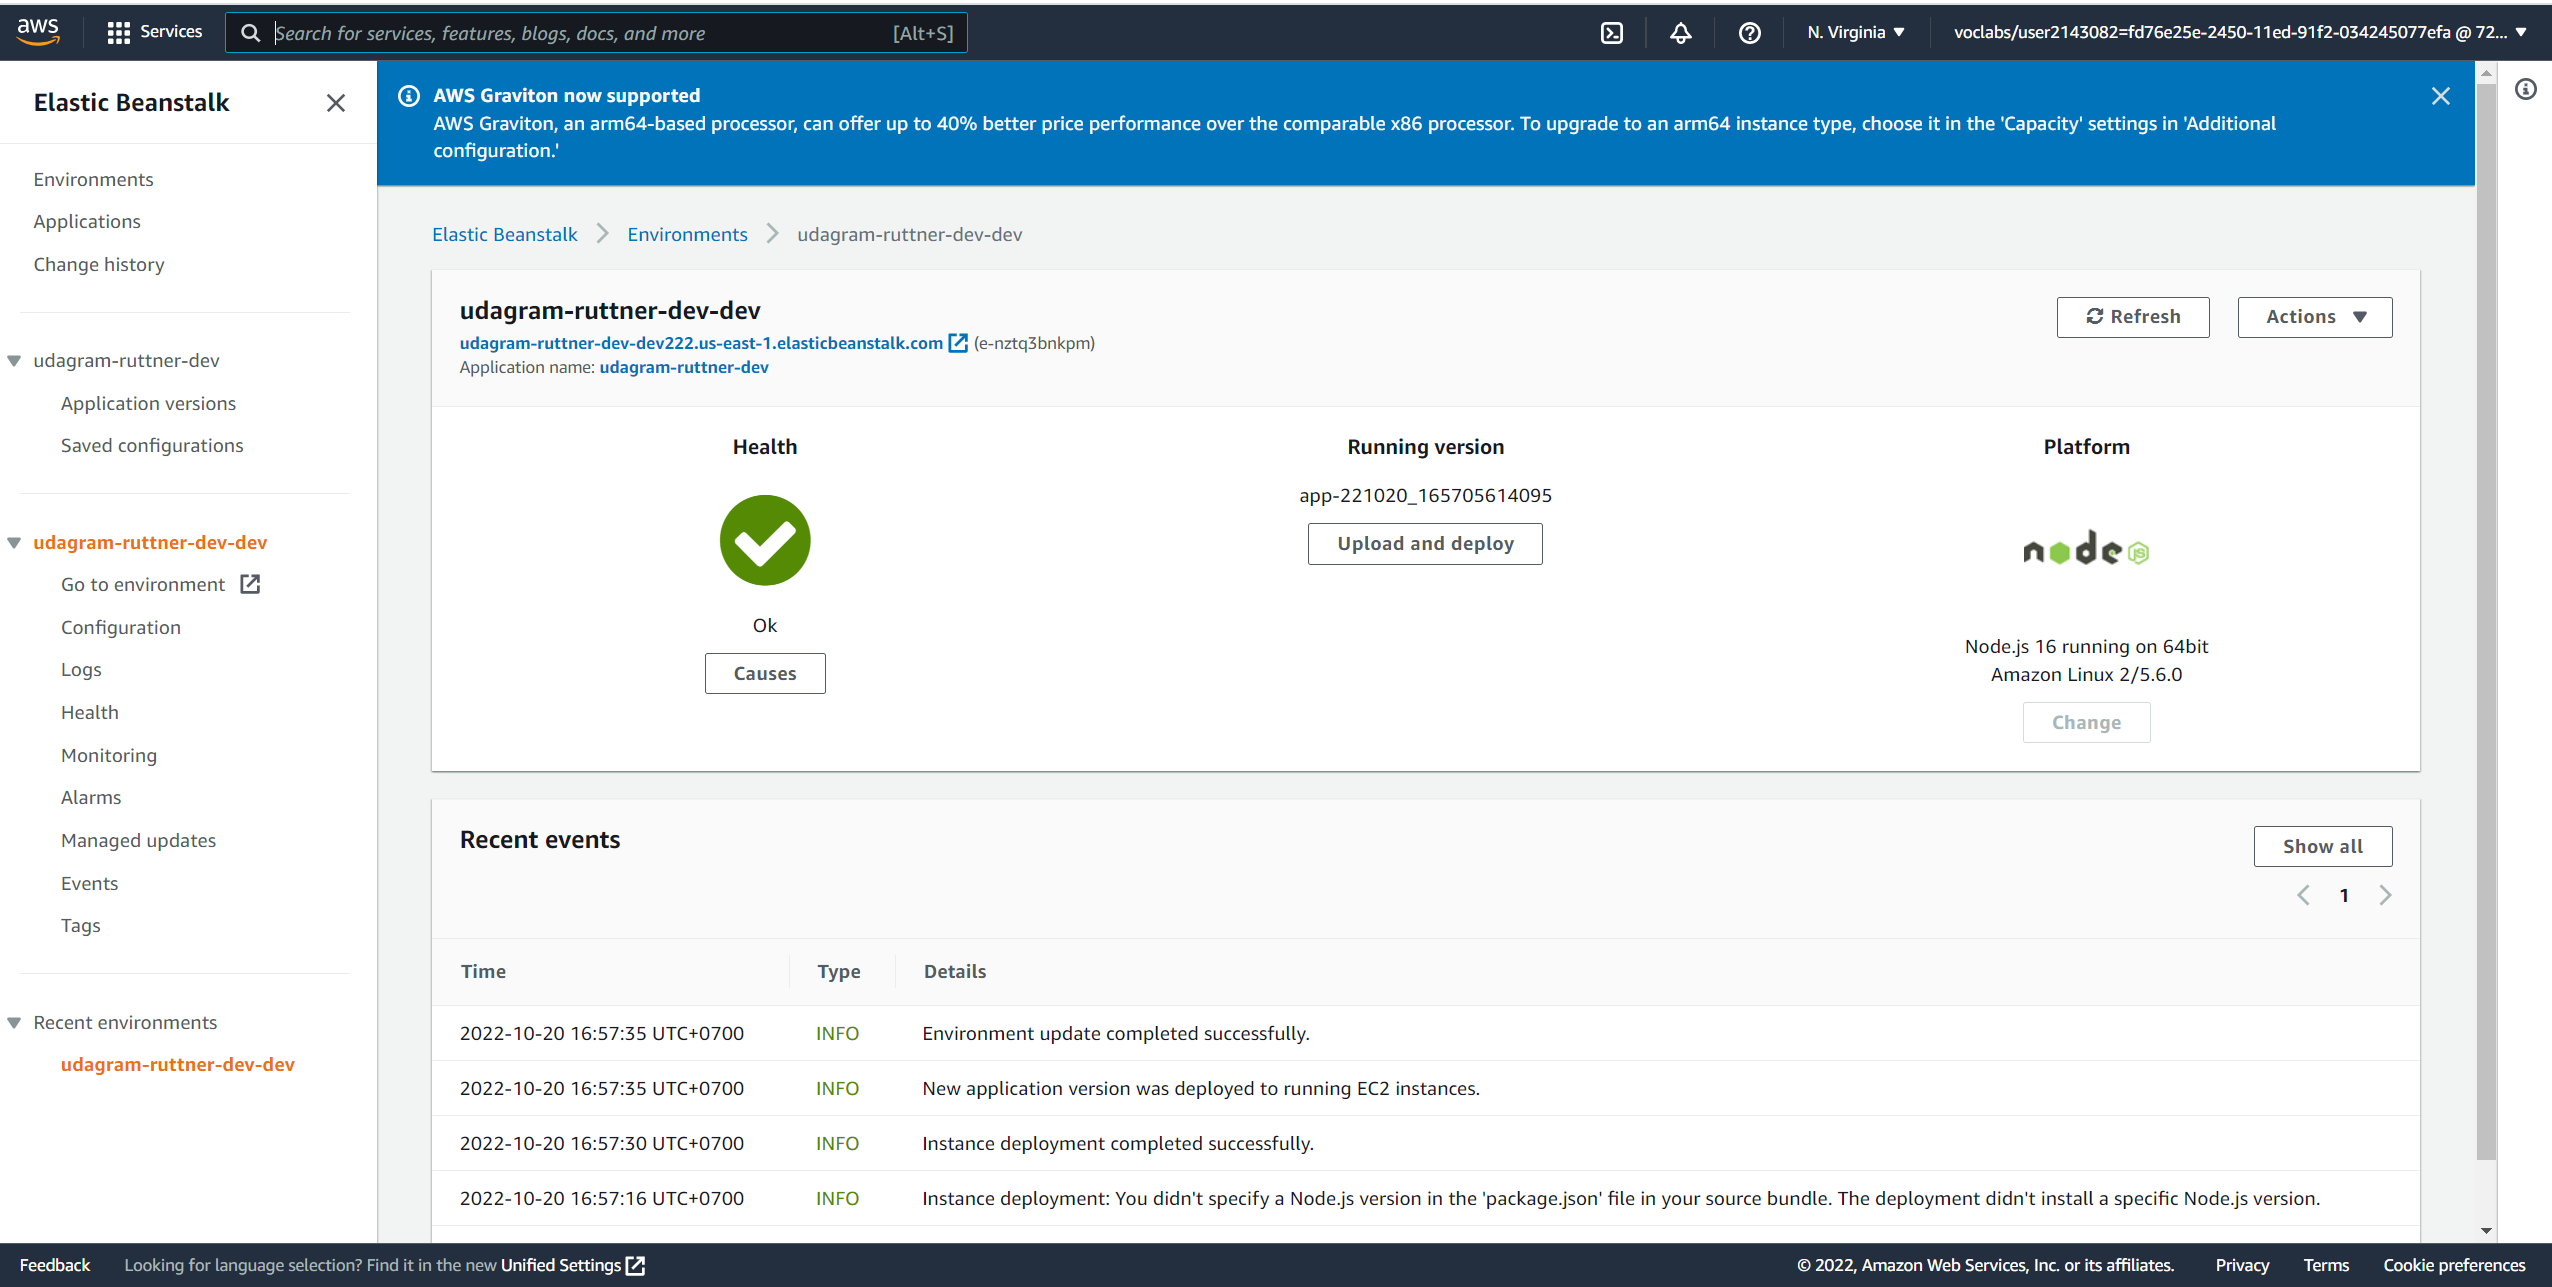 aws
Services
Search for services, features, blogs, docs, and more [Alt+S]
N. Virginia
voclabs/user2143082=fd76e25e-2450-11ed-91f2-034245077efa @ 72...
Elastic Beanstalk
Environments
Applications
Change history
udagram-ruttner-dev
Application versions
Saved configurations
udagram-ruttner-dev-dev
Go to environment
Configuration
Logs
Health
Monitoring
Alarms
Managed updates
Events
Tags
Recent environments
udagram-ruttner-dev-dev
AWS Graviton now supported
AWS Graviton, an arm64-based processor, can offer up to 40% better price performance over the comparable x86 processor. To upgrade to an arm64 instance type, choose it in the 'Capacity' settings in 'Additional
configuration.'
Elastic Beanstalk > Environments > udagram-ruttner-dev-dev
udagram-ruttner-dev-dev
udagram-ruttner-dev-dev222.us-east-1.elasticbeanstalk.com (e-nztq3bnkpm)
Application name: udagram-ruttner-dev
Refresh
Actions
Health
Ok
Causes
Running version
app-221020_165705614095
Upload and deploy
Platform
node JS
Node.js 16 running on 64bit
Amazon Linux 2/5.6.0
Change
Recent events
Show all
1
Time Type Details
2022-10-20 16:57:35 UTC+0700 INFO Environment update completed successfully.
2022-10-20 16:57:35 UTC+0700 INFO New application version was deployed to running EC2 instances.
2022-10-20 16:57:30 UTC+0700 INFO Instance deployment completed successfully.
2022-10-20 16:57:16 UTC+0700 INFO Instance deployment: You didn't specify a Node.js version in the 'package.json' file in your source bundle. The deployment didn't install a specific Node.js version.
Feedback
Looking for language selection? Find it in the new Unified Settings
© 2022, Amazon Web Services, Inc. or its affiliates.
Privacy
Terms
Cookie preferences